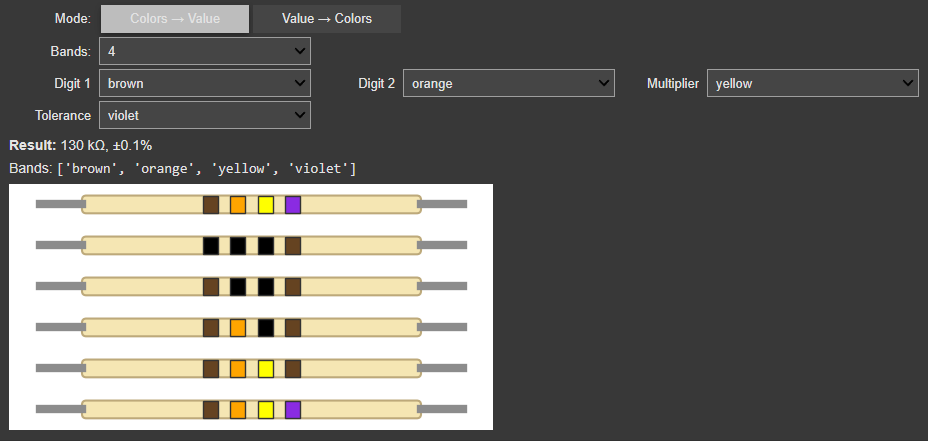 Mode: Colors → Value Value → Colors
Bands: 4
Digit 1 brown Digit 2 orange Multiplier yellow
Tolerance violet
Result: 130 kΩ, ±0.1%
Bands: ['brown', 'orange', 'yellow', 'violet']